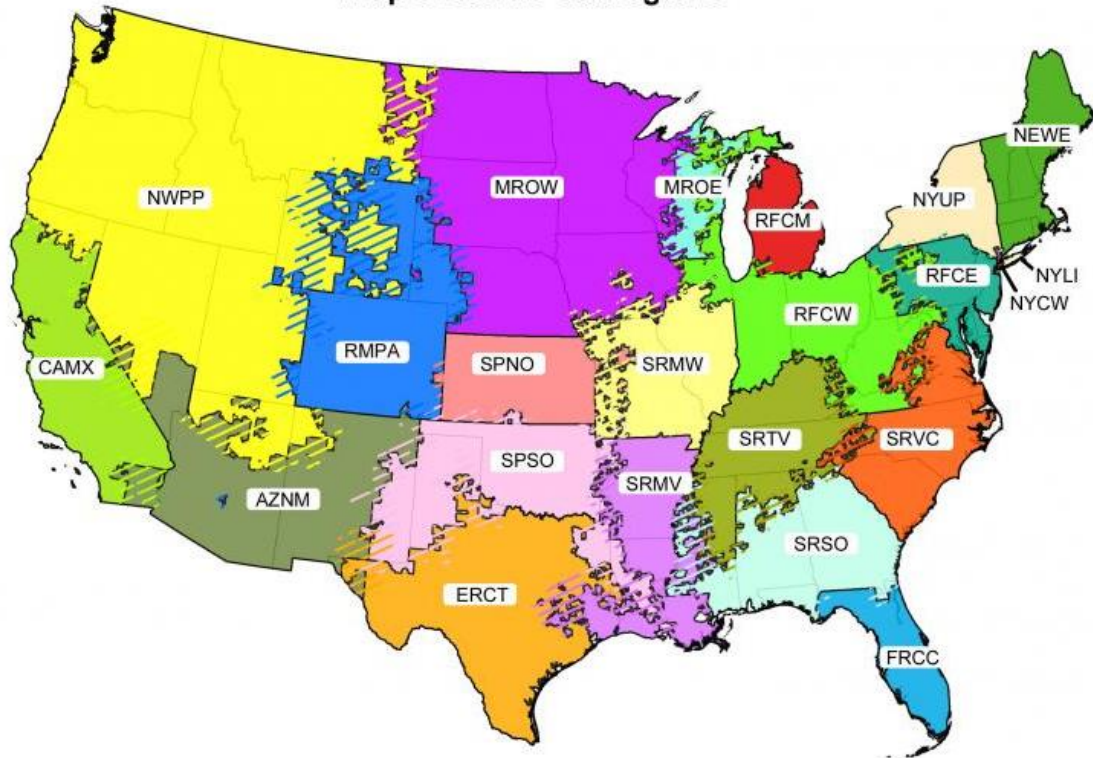 NEWE
NWPP
MROW
MROE
NYUP
RFCM
RFCE
NYLI
NYCW
RFCW
CAMX
RMPA
SPNO
SRMW
SRTV
SRVC
SPSO
SRMV
AZNM
SRSO
ERCT
FRCC